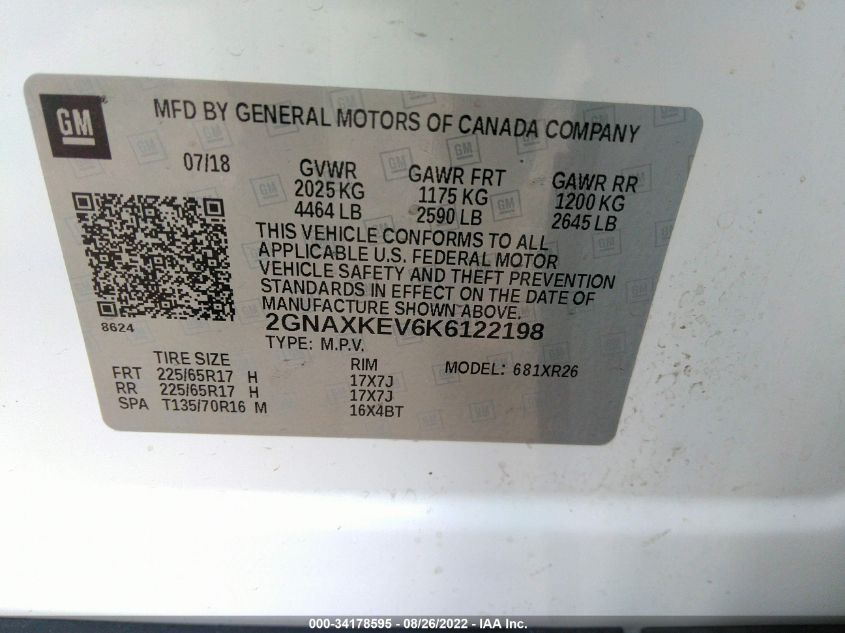 GM
MFD BY GENERAL MOTORS OF CANADA COMPANY
07/18
GVWR GAWR FRT GAWR RR
2025 KG 1175 KG 1200 KG
4464 LB 2590 LB 2645 LB
THIS VEHICLE CONFORMS TO ALL
APPLICABLE U.S. FEDERAL MOTOR
VEHICLE SAFETY AND THEFT PREVENTION
STANDARDS IN EFFECT ON THE DATE OF
MANUFACTURE SHOWN ABOVE.
8624
2GNAXKEV6K6122198
TYPE: M.P.V.
TIRE SIZE RIM MODEL: 681XR26
FRT 225/65R17 H 17X7J
RR 225/65R17 H 17X7J
SPA T135/70R16 M 16X4BT
000-34178595 - 08/26/2022 - IAA Inc.